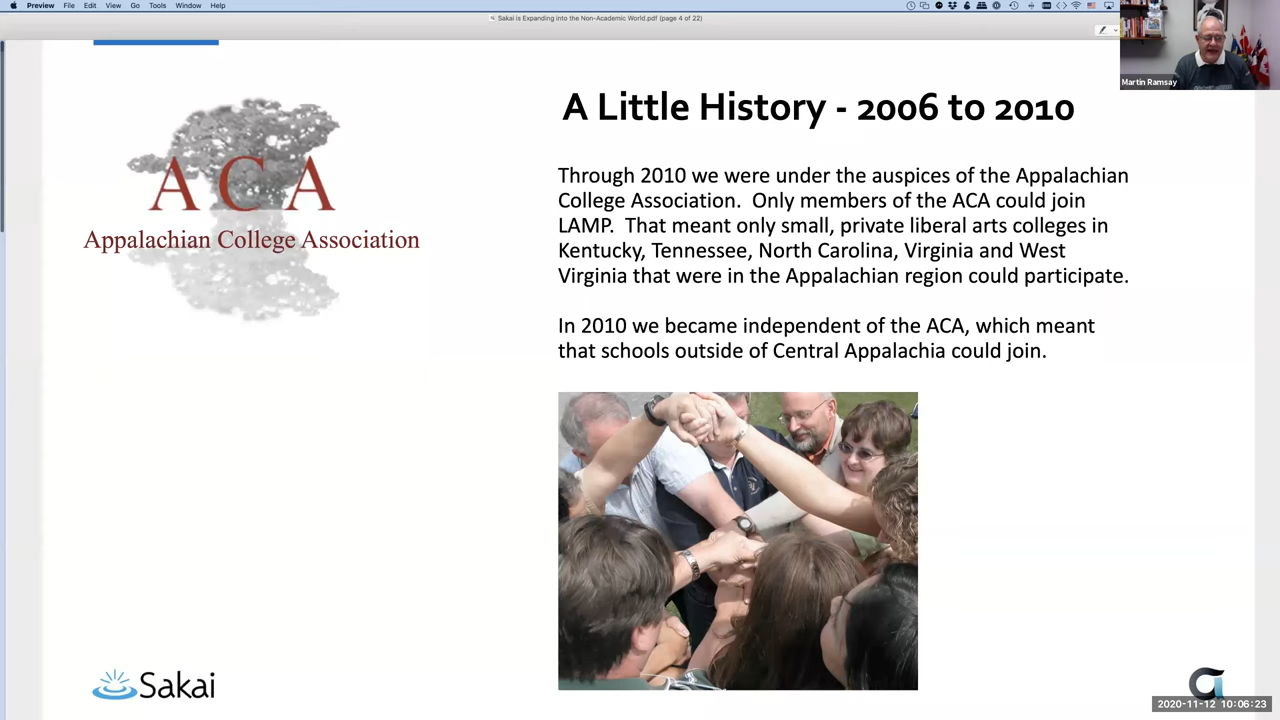 Preview File Edit View Go Tools Window Help
Sakai is Expanding into the Non-Academic World.pdf (page 4 of 22)
Martin Ramsay
A C A
Appalachian College Association
A Little History - 2006 to 2010
Through 2010 we were under the auspices of the Appalachian
College Association. Only members of the ACA could join
LAMP. That meant only small, private liberal arts colleges in
Kentucky, Tennessee, North Carolina, Virginia and West
Virginia that were in the Appalachian region could participate.
In 2010 we became independent of the ACA, which meant
that schools outside of Central Appalachia could join.
Sakai
2020-11-12 10:06:23